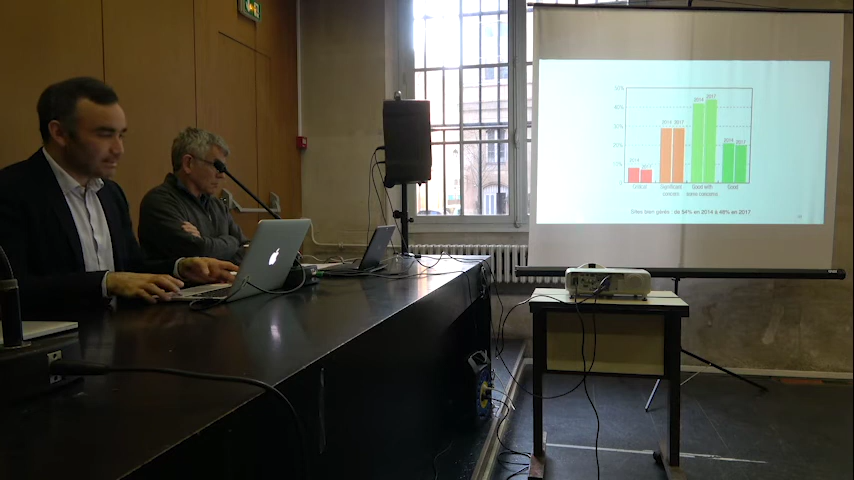 2014 2017
2014 2017
2014 2017
2014 2017
Critical
Significant concern
Good with some concerns
Good
Sites bien gérés : de 54% en 2014 à 48% en 2017